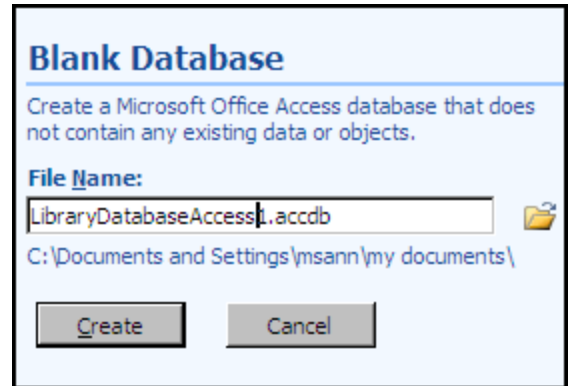 Blank Database
Create a Microsoft Office Access database that does
not contain any existing data or objects.
File Name:
LibraryDatabaseAccess1.accdb
C:\Documents and Settings\msann\my documents\
Create Cancel